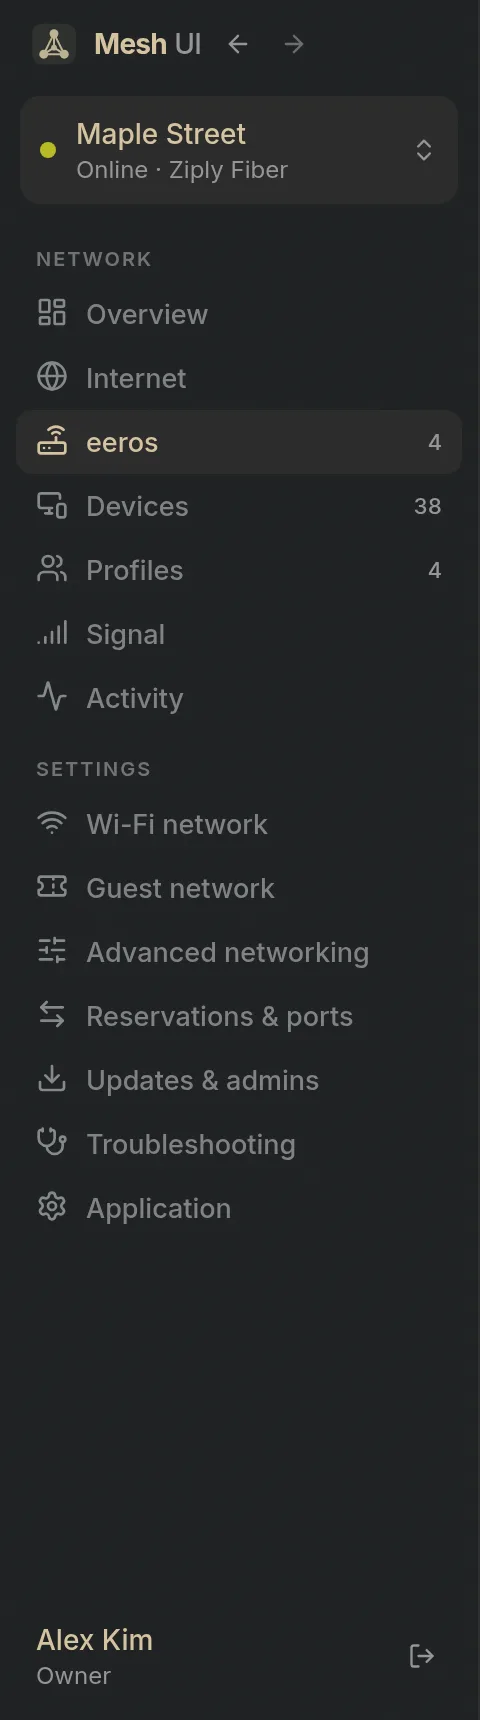 Mesh UI
Maple Street
Online · Ziply Fiber
NETWORK
Overview
Internet
eeros 4
Devices 38
Profiles 4
Signal
Activity
SETTINGS
Wi-Fi network
Guest network
Advanced networking
Reservations & ports
Updates & admins
Troubleshooting
Application
Alex Kim
Owner